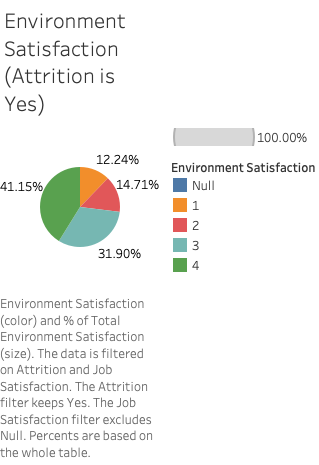 Environment
Satisfaction
(Attrition is
Yes)
100.00%
12.24%
14.71%
41.15%
31.90%
Environment Satisfaction
Null
1
2
3
4
Environment Satisfaction
(color) and % of Total
Environment Satisfaction
(size). The data is filtered
on Attrition and Job
Satisfaction. The Attrition
filter keeps Yes. The Job
Satisfaction filter excludes
Null. Percents are based on
the whole table.